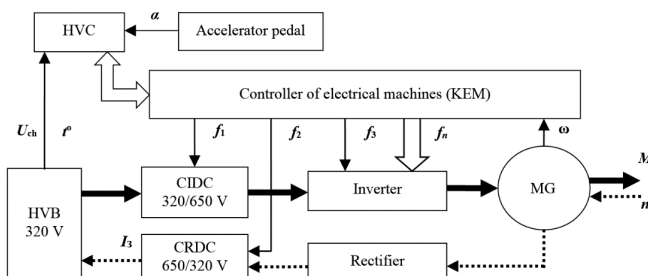 HVC
α
Accelerator pedal
Controller of electrical machines (KEM)
Uch
tº
f1
f2
f3
fn
ω
M
HVB
320 V
CIDC
320/650 V
Inverter
MG
n
I3
CRDC
650/320 V
Rectifier